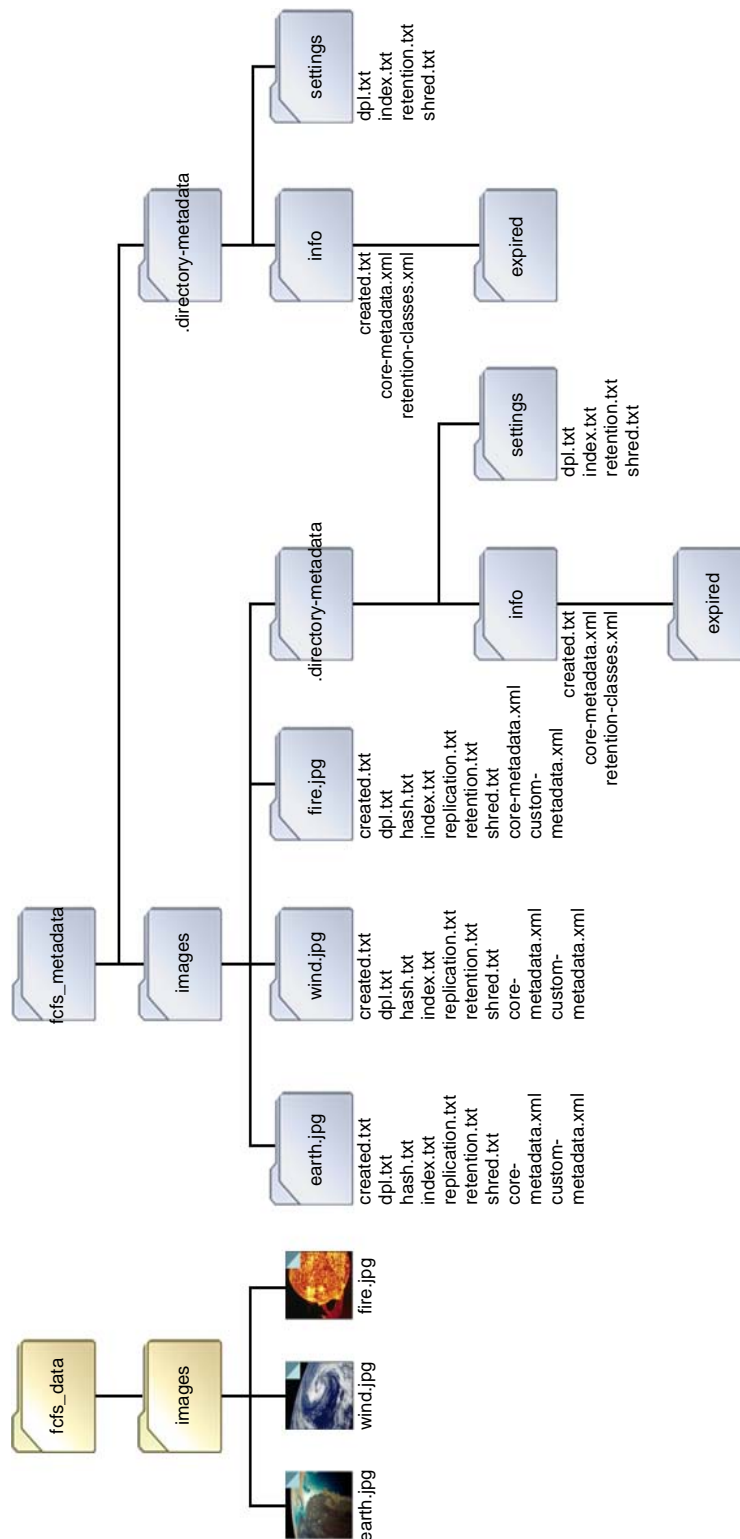 fcfs_data
images
earth.jpg
wind.jpg
fire.jpg
fcfs_metadata
images
.directory-metadata
earth.jpg
created.txt
dpl.txt
hash.txt
index.txt
replication.txt
retention.txt
shred.txt
core-
metadata.xml
custom-
metadata.xml
wind.jpg
created.txt
dpl.txt
hash.txt
index.txt
replication.txt
retention.txt
shred.txt
core-
metadata.xml
custom-
metadata.xml
fire.jpg
created.txt
dpl.txt
hash.txt
index.txt
replication.txt
retention.txt
shred.txt
core-metadata.xml
custom-
metadata.xml
.directory-metadata
info
created.txt
core-metadata.xml
retention-classes.xml
expired
settings
dpl.txt
index.txt
retention.txt
shred.txt
info
created.txt
core-metadata.xml
retention-classes.xml
expired
settings
dpl.txt
index.txt
retention.txt
shred.txt